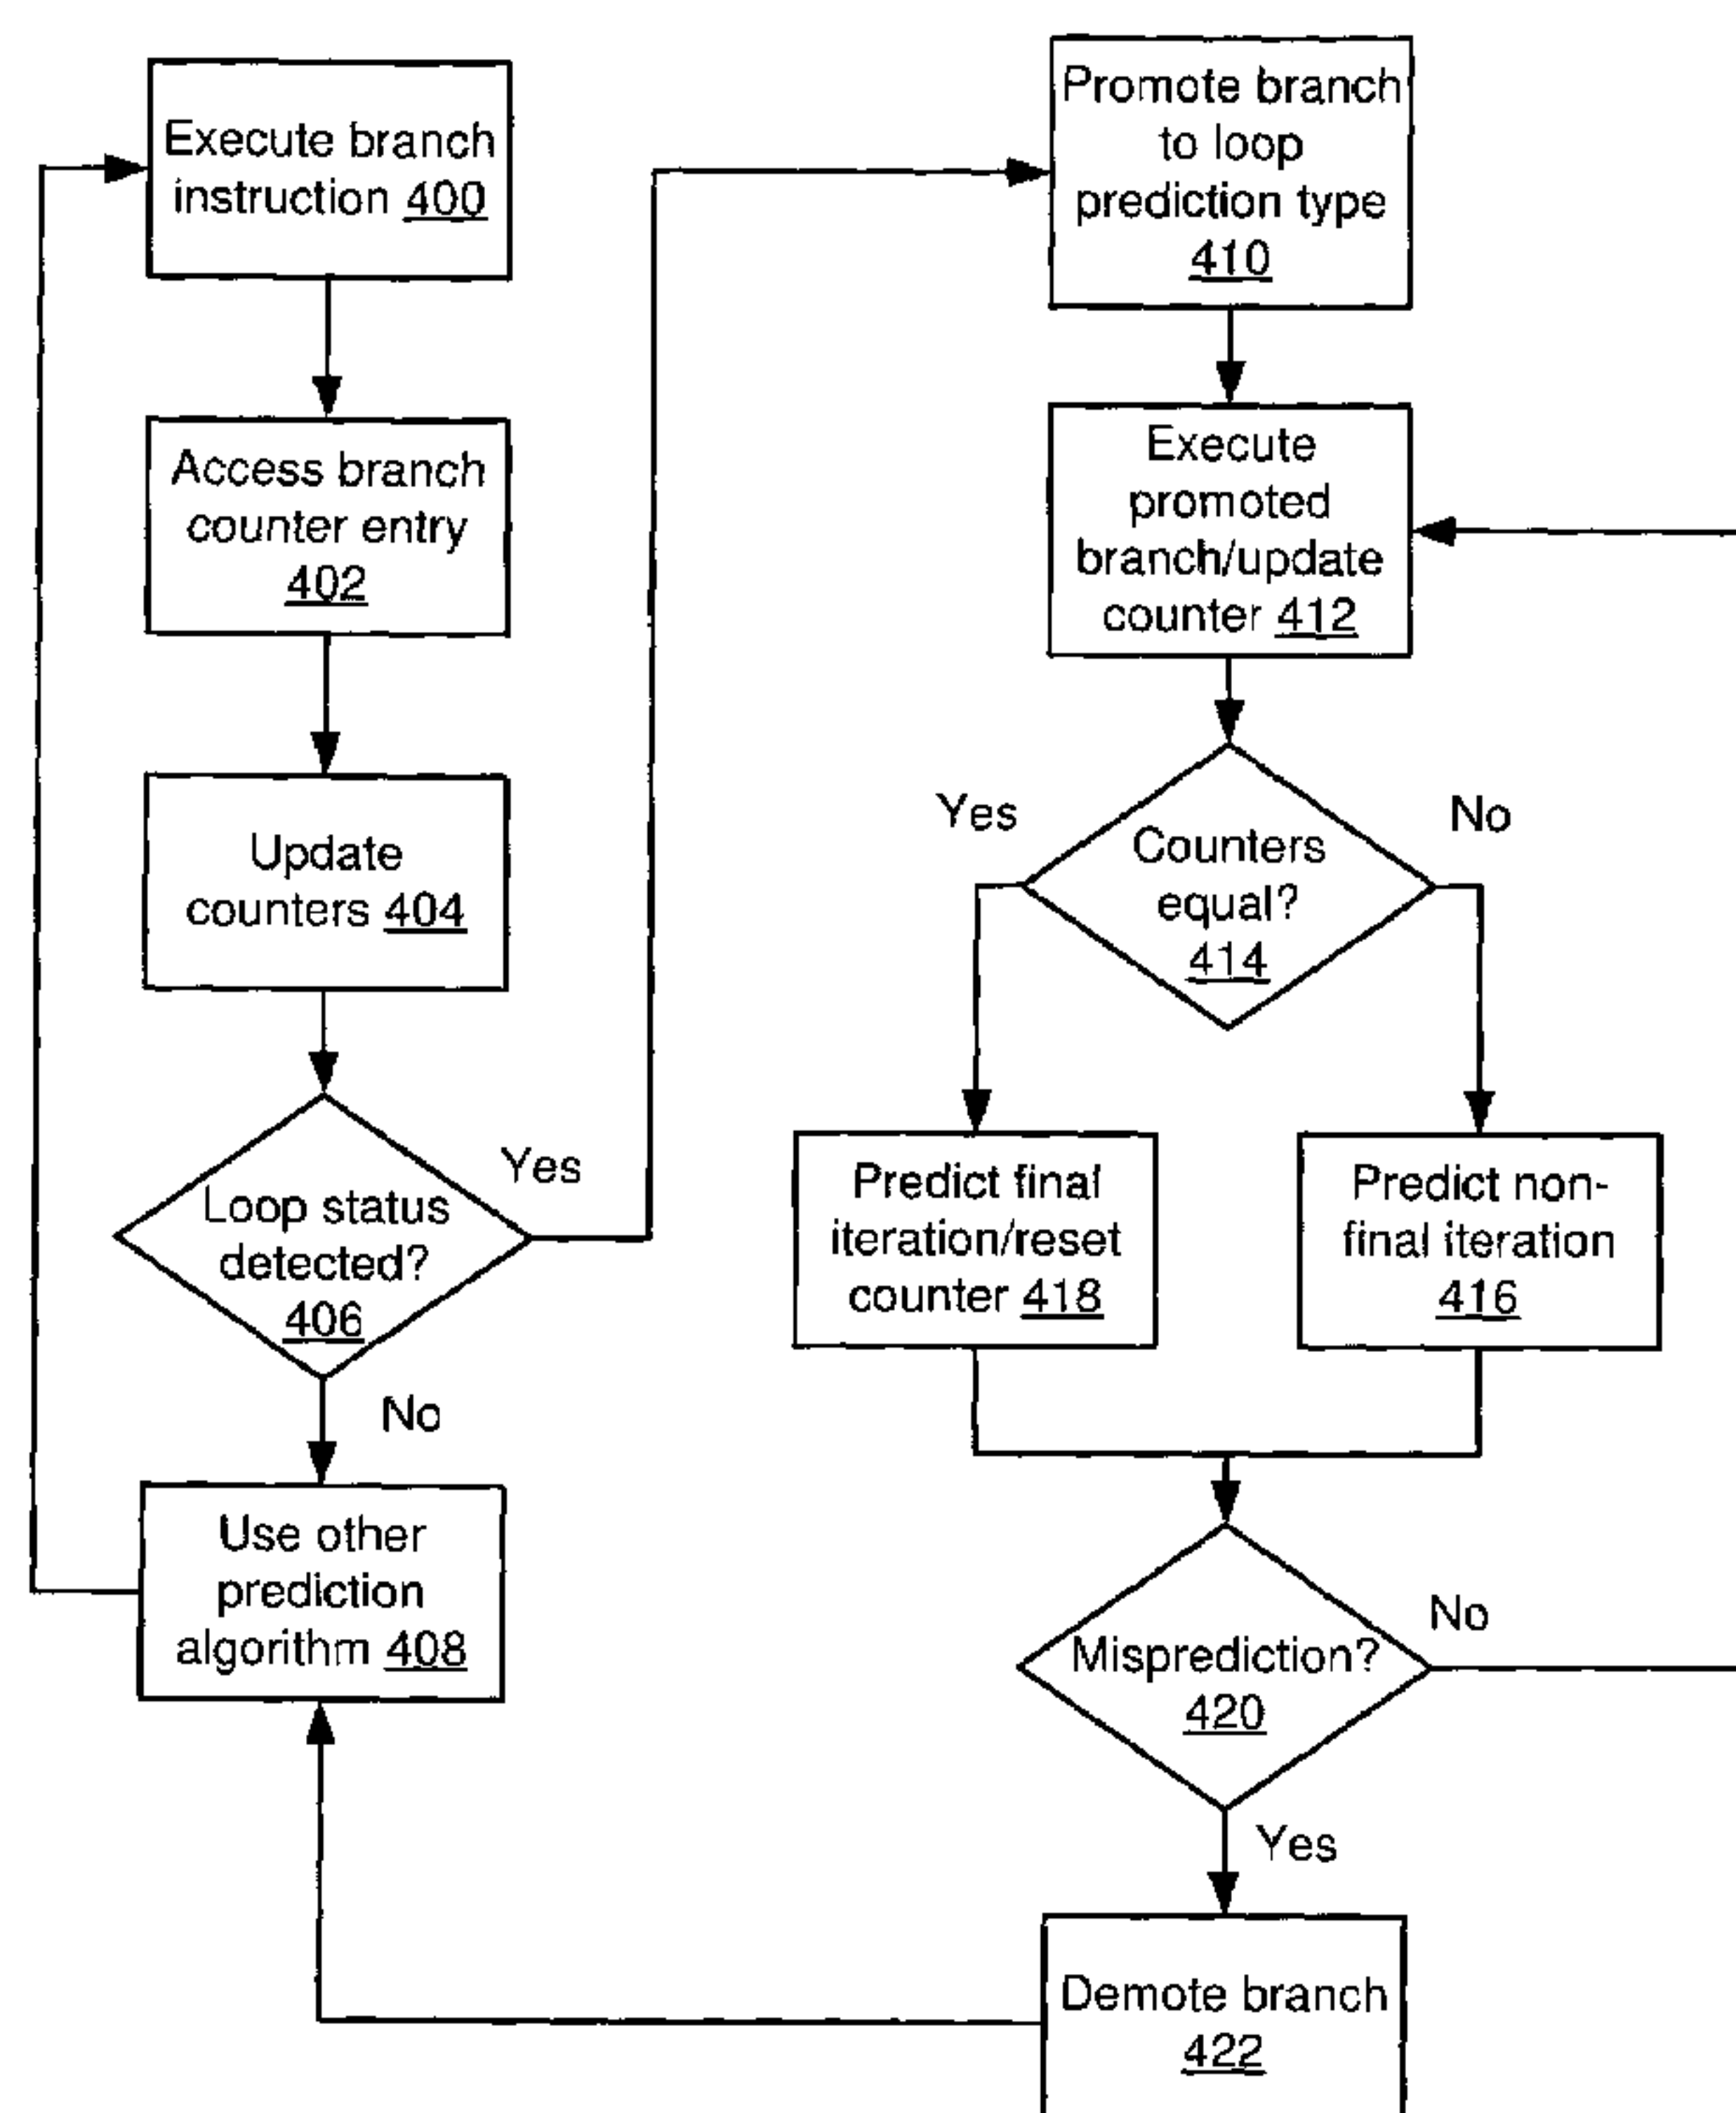 Execute branch
instruction 400
Access branch
counter entry
402
Update
counters 404
Loop status
detected?
406
Yes
No
Use other
prediction
algorithm 408
Promote branch
to loop
prediction type
410
Execute
promoted
branch/update
counter 412
Yes
No
Counters
equal?
414
Predict final
iteration/reset
counter 418
Predict non-
final iteration
416
Misprediction?
420
No
Yes
Demote branch
422